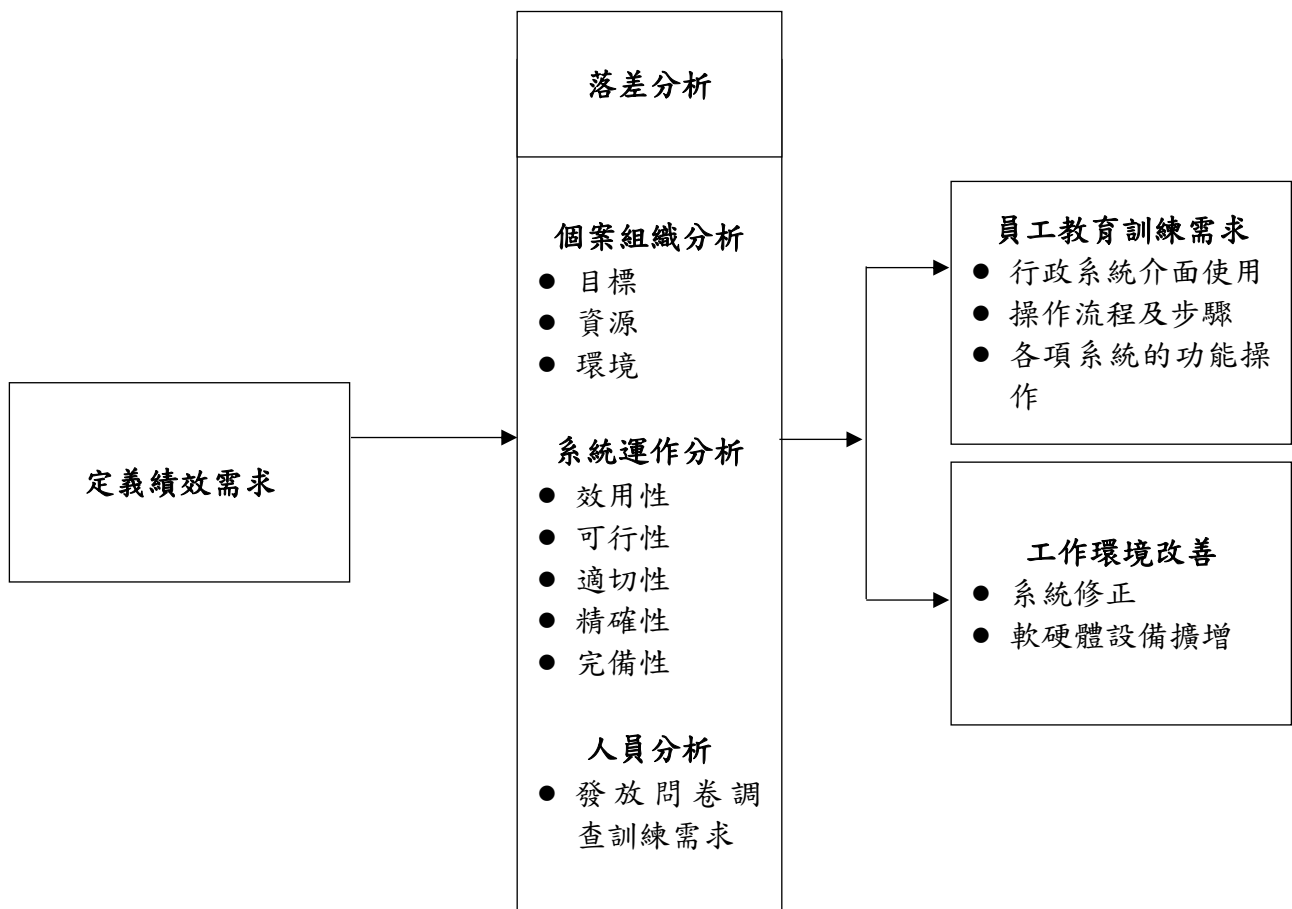 落差分析
個案組織分析
● 目標
● 資源
● 環境
系統運作分析
● 效用性
● 可行性
● 適切性
● 精確性
● 完備性
人員分析
● 發放問卷調
查訓練需求
定義績效需求
員工教育訓練需求
● 行政系統介面使用
● 操作流程及步驟
● 各項系統的功能操
作
工作環境改善
● 系統修正
● 軟硬體設備擴增